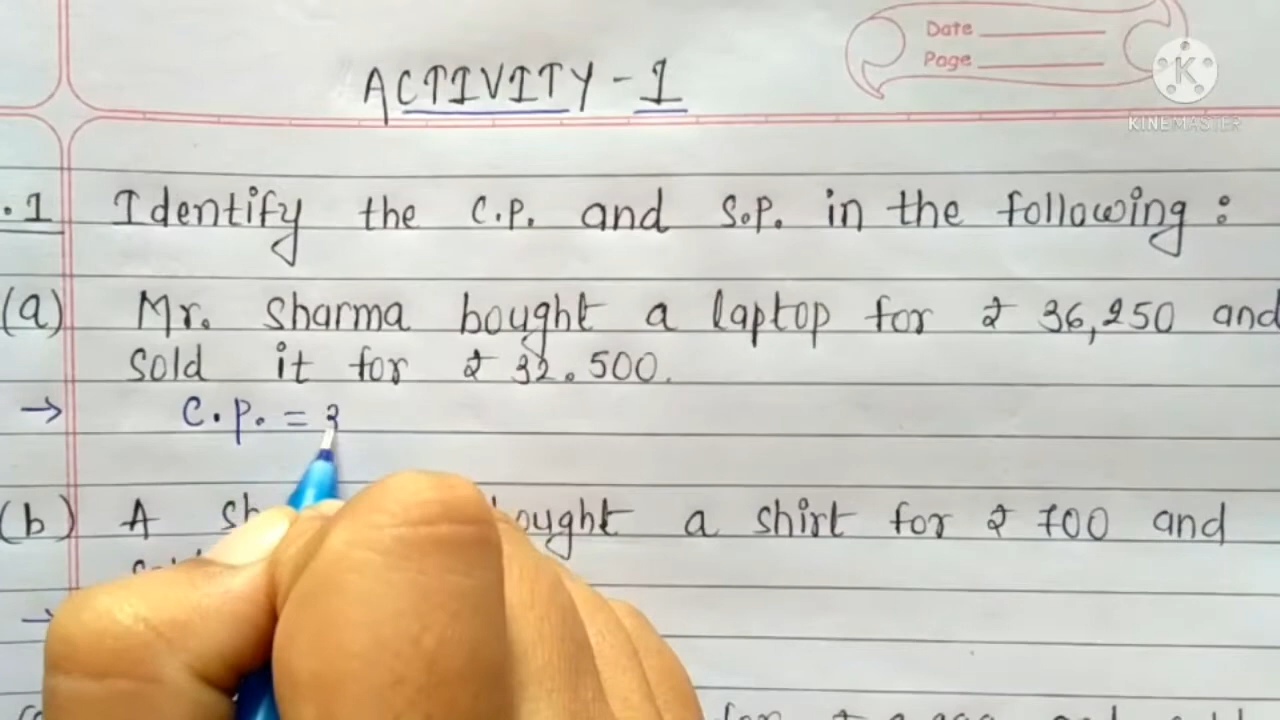 Date
Page
KINEMASTER
ACTIVITY - 1
.1 Identify the C.P. and S.P. in the following :
(a) Mr. Sharma bought a laptop for ₹ 36,250 and
sold it for ₹ 32.500.
→ C.P. = ₹
(b) A bought a shirt for ₹ 700 and
→
for ₹